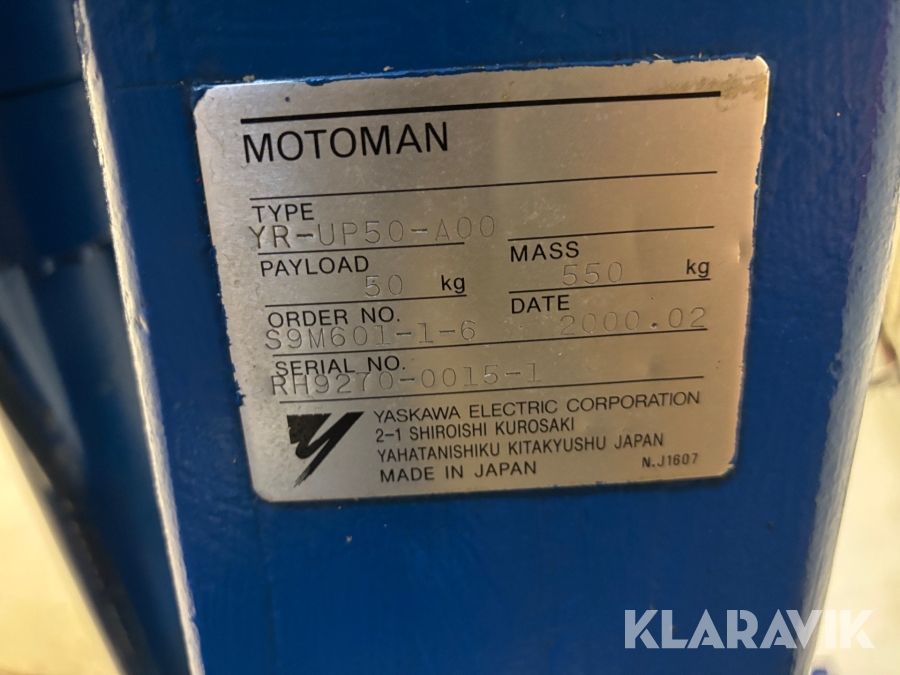 MOTOMAN
TYPE
YR-UP50-A00
PAYLOAD 50 kg
MASS 550 kg
ORDER NO.
S9M601-1-6
DATE 2000.02
SERIAL NO.
RH9270-0015-1
YASKAWA ELECTRIC CORPORATION
2-1 SHIROISHI KUROSAKI
YAHATANISHIKU KITAKYUSHU JAPAN
MADE IN JAPAN N.J1607
KLARAVIK